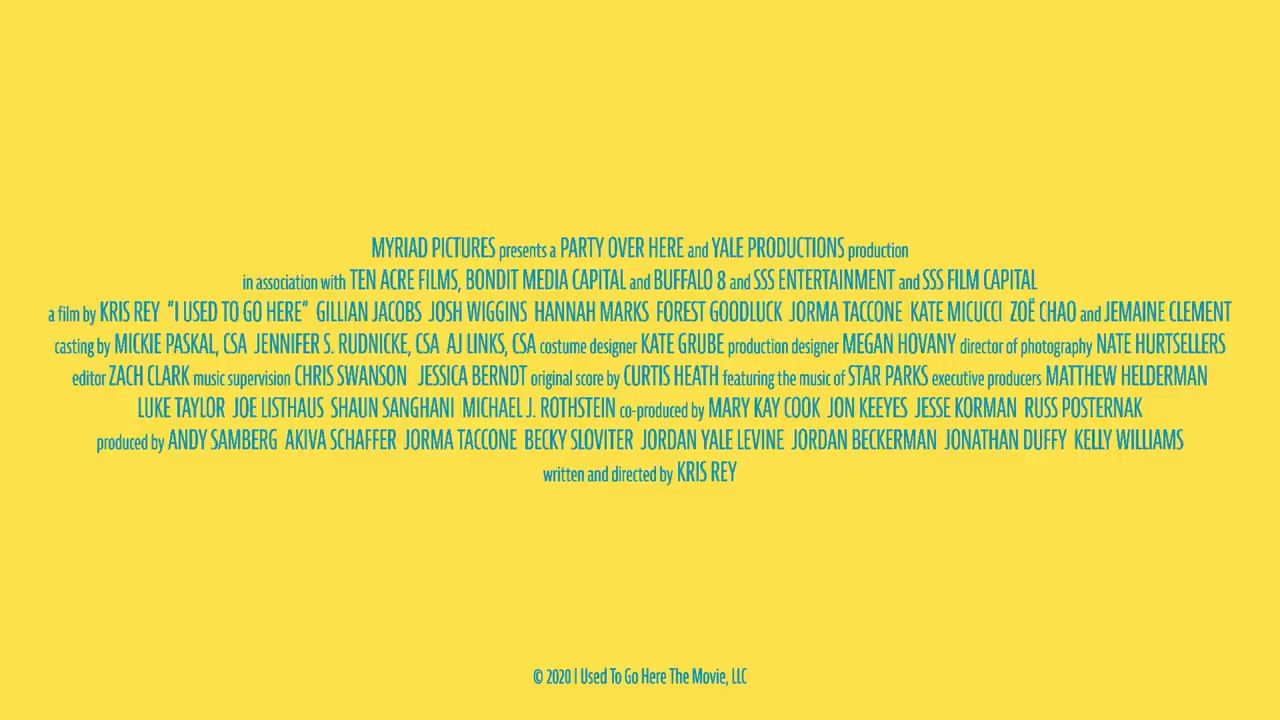 MYRIAD PICTURES presents a PARTY OVER HERE and YALE PRODUCTIONS production
in association with TEN ACRE FILMS, BONDIT MEDIA CAPITAL and BUFFALO 8 and SSS ENTERTAINMENT and SSS FILM CAPITAL
a film by KRIS REY "I USED TO GO HERE" GILLIAN JACOBS JOSH WIGGINS HANNAH MARKS FOREST GOODLUCK JORMA TACCONE KATE MICUCCI ZOË CHAO and JEMAINE CLEMENT
casting by MICKIE PASKAL, CSA JENNIFER S. RUDNICKE, CSA AJ LINKS, CSA costume designer KATE GRUBE production designer MEGAN HOVANY director of photography NATE HURTSELLERS
editor ZACH CLARK music supervision CHRIS SWANSON JESSICA BERNDT original score by CURTIS HEATH featuring the music of STAR PARKS executive producers MATTHEW HELDERMAN
LUKE TAYLOR JOE LISTHAUS SHAUN SANGHANI MICHAEL J. ROTHSTEIN co-produced by MARY KAY COOK JON KEEYES JESSE KORMAN RUSS POSTERNAK
produced by ANDY SAMBERG AKIVA SCHAFFER JORMA TACCONE BECKY SLOVITER JORDAN YALE LEVINE JORDAN BECKERMAN JONATHAN DUFFY KELLY WILLIAMS
written and directed by KRIS REY
© 2020 I Used To Go Here The Movie, LLC